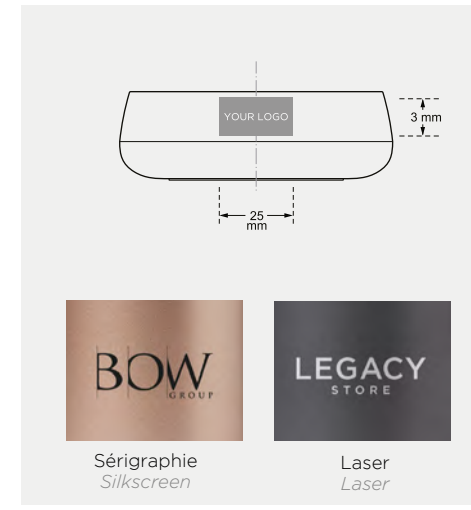 YOUR LOGO
3 mm
25
mm
BOW
GROUP
LEGACY
STORE
Sérigraphie
Silkscreen
Laser
Laser